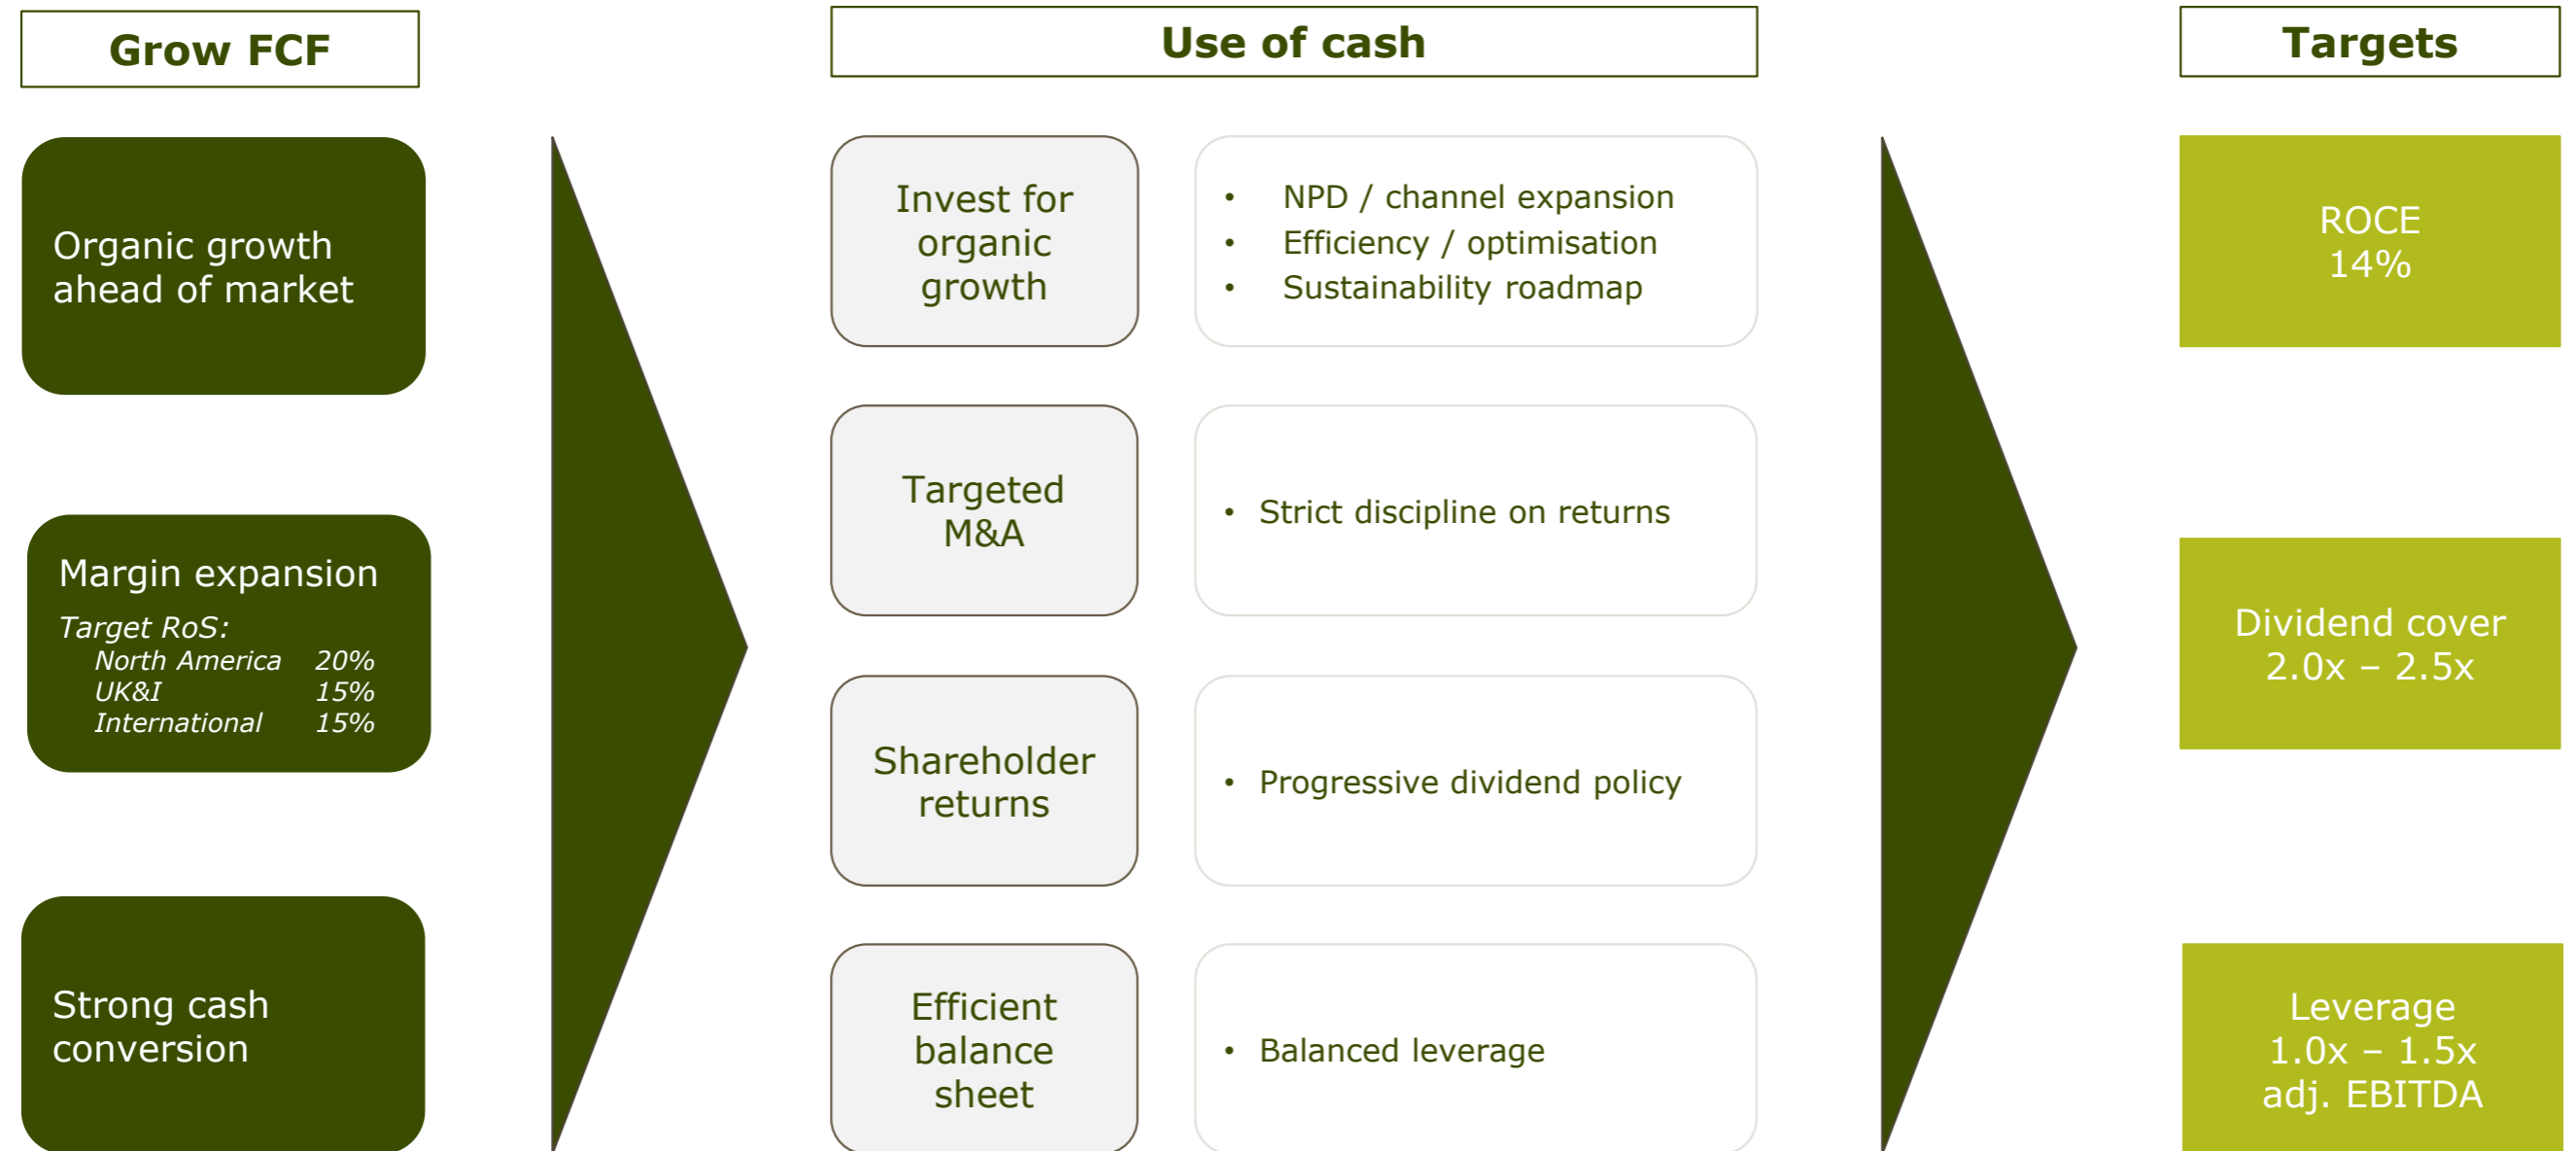 Grow FCF
Organic growth
ahead of market
Margin expansion
Target RoS:
North America 20%
UK&I 15%
International 15%
Strong cash
conversion
Use of cash
Invest for
organic
growth
• NPD / channel expansion
• Efficiency / optimisation
• Sustainability roadmap
Targeted
M&A
• Strict discipline on returns
Shareholder
returns
• Progressive dividend policy
Efficient
balance
sheet
• Balanced leverage
Targets
ROCE
14%
Dividend cover
2.0x – 2.5x
Leverage
1.0x – 1.5x
adj. EBITDA